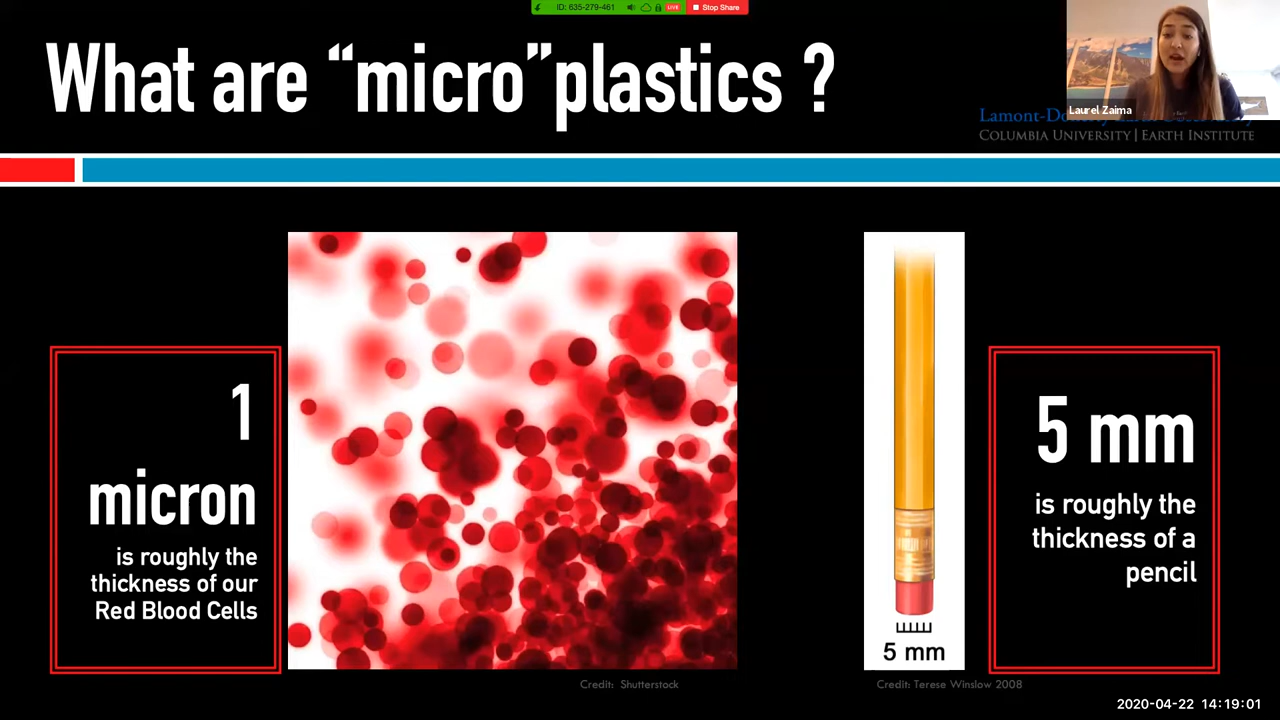 ID: 635-279-461
LIVE
Stop Share
What are “micro”plastics ?
Laurel Zaima
Lamont-Do
COLUMBIA UNIVERSITY | EARTH INSTITUTE
1
micron
is roughly the
thickness of our
Red Blood Cells
5 mm
5 mm
is roughly the
thickness of a
pencil
Credit: Shutterstock
Credit: Terese Winslow 2008
2020-04-22 14:19:01